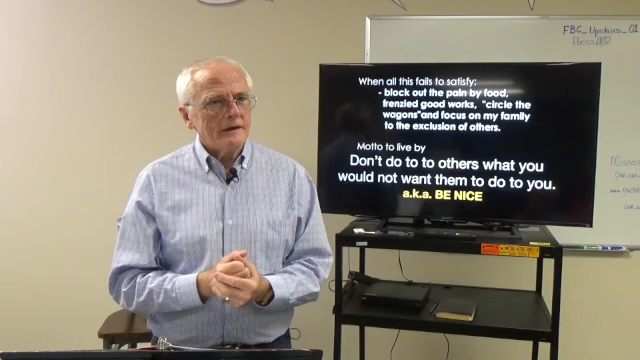 FBC_Updates_01
When all this fails to satisfy:
- block out the pain by food,
frenzied good works, "circle the
wagons"and focus on my family
to the exclusion of others.
Motto to live by
Don't do to to others what you
would not want them to do to you.
a.k.a. BE NICE